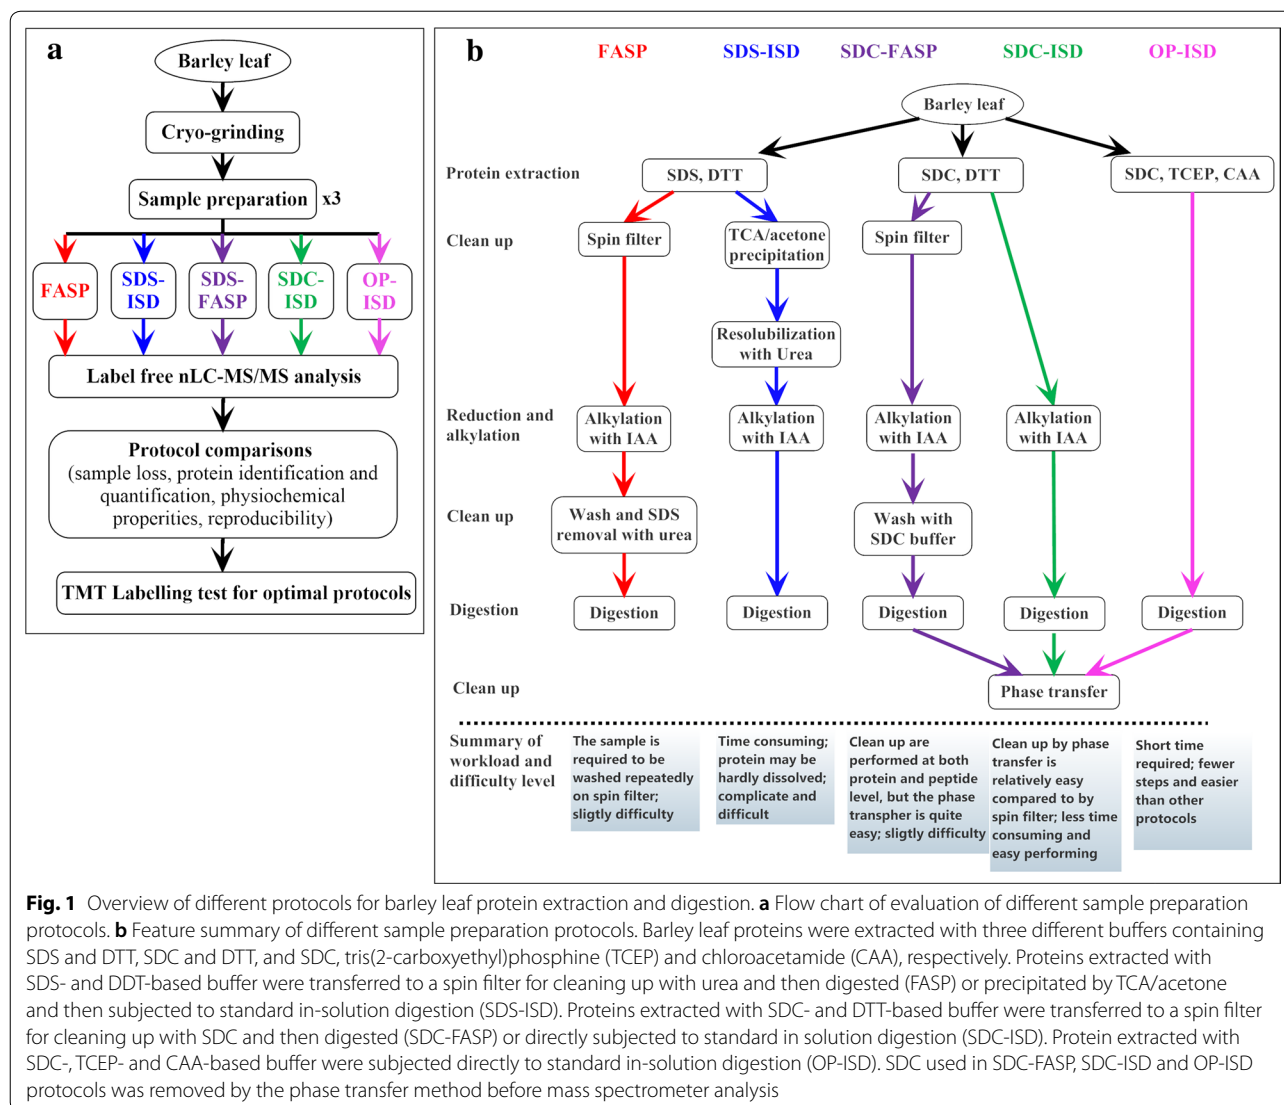 a
Barley leaf
Cryo-grinding
Sample preparation x3
FASP
SDS-
ISD
SDS-
FASP
SDC-
ISD
OP-
ISD
Label free nLC-MS/MS analysis
Protocol comparisons
(sample loss, protein identification and
quantification, physiochemical
properities, reproducibility)
TMT Labelling test for optimal protocols
b
FASP SDS-ISD SDC-FASP SDC-ISD OP-ISD
Barley leaf
Protein extraction
SDS, DTT
SDC, DTT
SDC, TCEP, CAA
Clean up
Spin filter
TCA/acetone
precipitation
Spin filter
Resolubilization
with Urea
Reduction and
alkylation
Alkylation
with IAA
Alkylation
with IAA
Alkylation
with IAA
Alkylation
with IAA
Clean up
Wash and SDS
removal with urea
Wash with
SDC buffer
Digestion
Digestion
Digestion
Digestion
Digestion
Digestion
Clean up
Phase transfer
Summary of
workload and
difficulty level
The sample is
required to be
washed repeatedly
on spin filter;
sligtly difficulty
Time consuming;
protein may be
hardly dissolved;
complicate and
difficult
Clean up are
performed at both
protein and peptide
level, but the phase
transpher is quite
easy; sligtly difficulty
Clean up by phase
transfer is
relatively easy
compared to by
spin filter; less time
consuming and
easy performing
Short time
required; fewer
steps and easier
than other
protocols
Fig. 1 Overview of different protocols for barley leaf protein extraction and digestion. a Flow chart of evaluation of different sample preparation
protocols. b Feature summary of different sample preparation protocols. Barley leaf proteins were extracted with three different buffers containing
SDS and DTT, SDC and DTT, and SDC, tris(2-carboxyethyl)phosphine (TCEP) and chloroacetamide (CAA), respectively. Proteins extracted with
SDS- and DDT-based buffer were transferred to a spin filter for cleaning up with urea and then digested (FASP) or precipitated by TCA/acetone
and then subjected to standard in-solution digestion (SDS-ISD). Proteins extracted with SDC- and DTT-based buffer were transferred to a spin filter
for cleaning up with SDC and then digested (SDC-FASP) or directly subjected to standard in solution digestion (SDC-ISD). Protein extracted with
SDC-, TCEP- and CAA-based buffer were subjected directly to standard in-solution digestion (OP-ISD). SDC used in SDC-FASP, SDC-ISD and OP-ISD
protocols was removed by the phase transfer method before mass spectrometer analysis